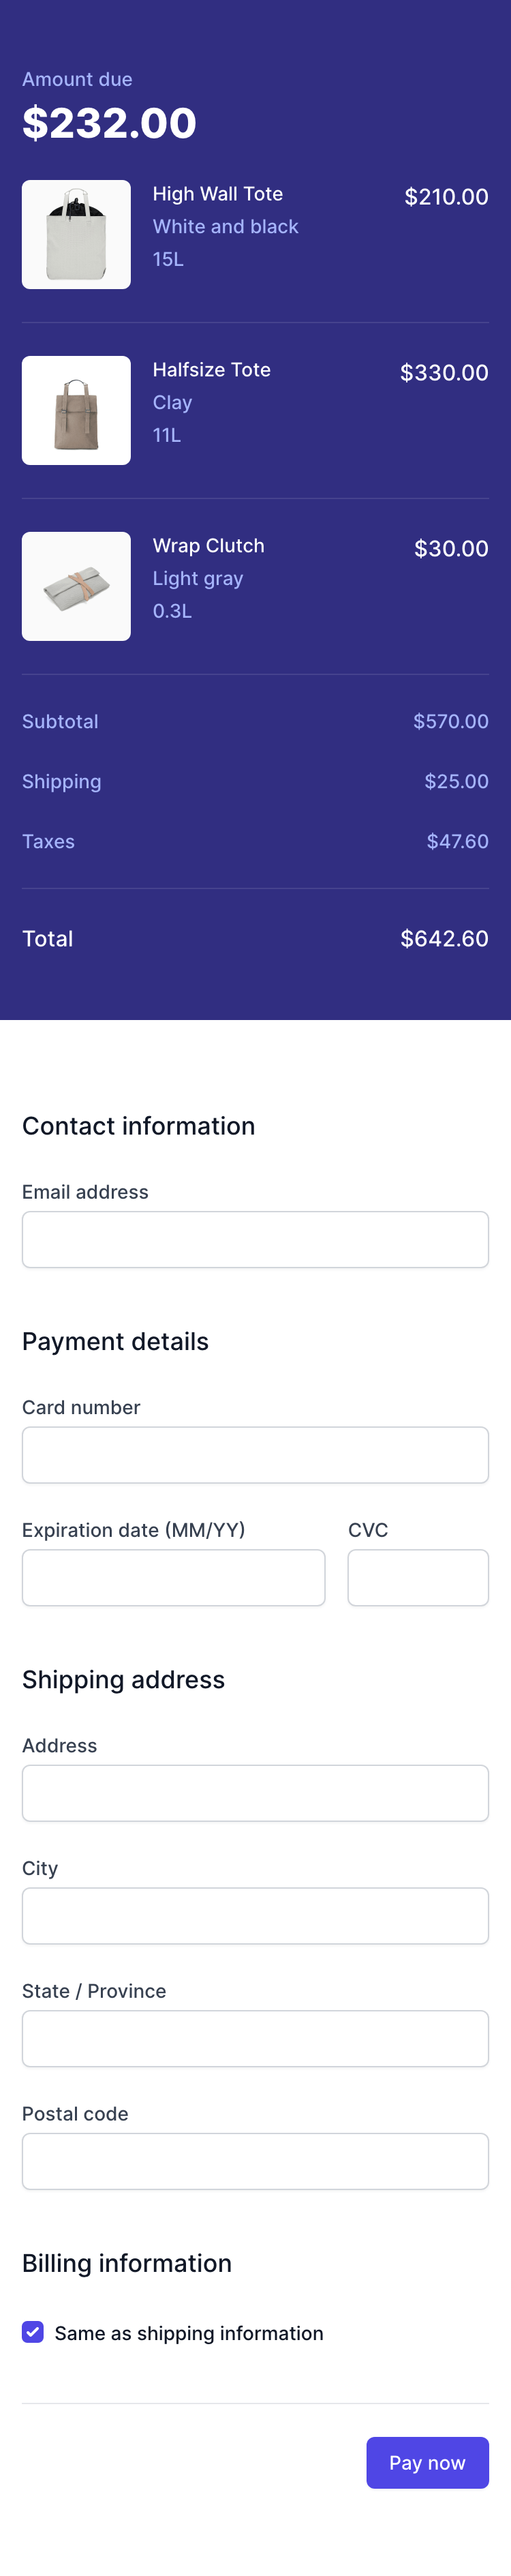 Amount due
$232.00
High Wall Tote $210.00
White and black
15L
Halfsize Tote $330.00
Clay
11L
Wrap Clutch $30.00
Light gray
0.3L
Subtotal $570.00
Shipping $25.00
Taxes $47.60
Total $642.60
Contact information
Email address
Payment details
Card number
Expiration date (MM/YY) CVC
Shipping address
Address
City
State / Province
Postal code
Billing information
Same as shipping information
Pay now